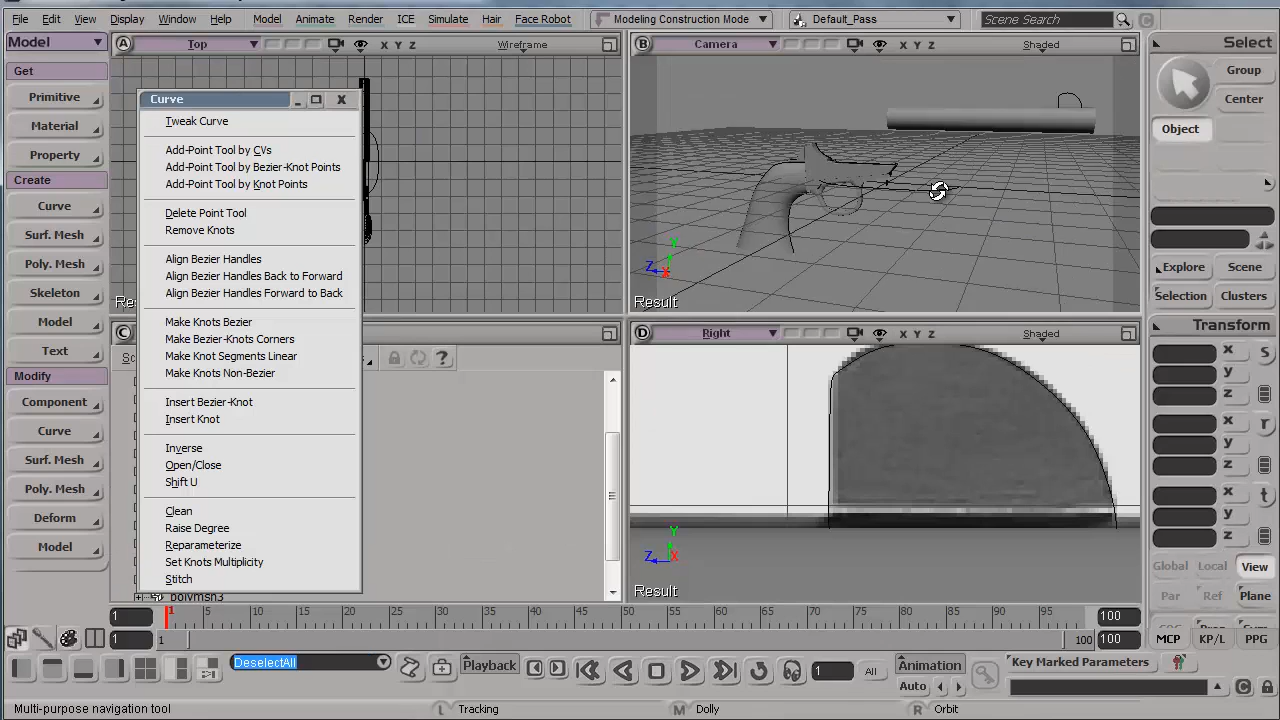 File Edit View Display Window Model Animate Render ICE Simulate Hair Face Robot Modeling Construction Mode Default_Pass Scene Search
Model
A Top X Y Z Wireframe
B Camera X Y Z Shaded
Select
Get
Primitive
Material
Property
Create
Curve
Surf. Mesh
Poly. Mesh
Skeleton
Model
Text
Modify
Component
Curve
Surf. Mesh
Poly. Mesh
Deform
Model
Curve
Tweak Curve
Add-Point Tool by CVs
Add-Point Tool by Bezier-Knot Points
Add-Point Tool by Knot Points
Delete Point Tool
Remove Knots
Align Bezier Handles
Align Bezier Handles Back to Forward
Align Bezier Handles Forward to Back
Make Knots Bezier
Make Bezier-Knots Corners
Make Knot Segments Linear
Make Knots Non-Bezier
Insert Bezier-Knot
Insert Knot
Inverse
Open/Close
Shift U
Clean
Raise Degree
Reparameterize
Set Knots Multiplicity
Stitch
polymsh3
Y
Z X
Result
C
D Right X Y Z Shaded
Y
Z X
Result
Group
Center
Object
Explore Scene
Selection Clusters
Transform
x s
y
z
x r
y
z
x t
y
z
Global Local View
Par Ref Plane
MCP KP/L PPG
1 1 5 10 15 20 25 30 35 40 45 50 55 60 65 70 75 80 85 90 95 100
1 1 100 100
DeselectAll Playback 1 All Animation Key Marked Parameters
Auto
Multi-purpose navigation tool L Tracking M Dolly R Orbit